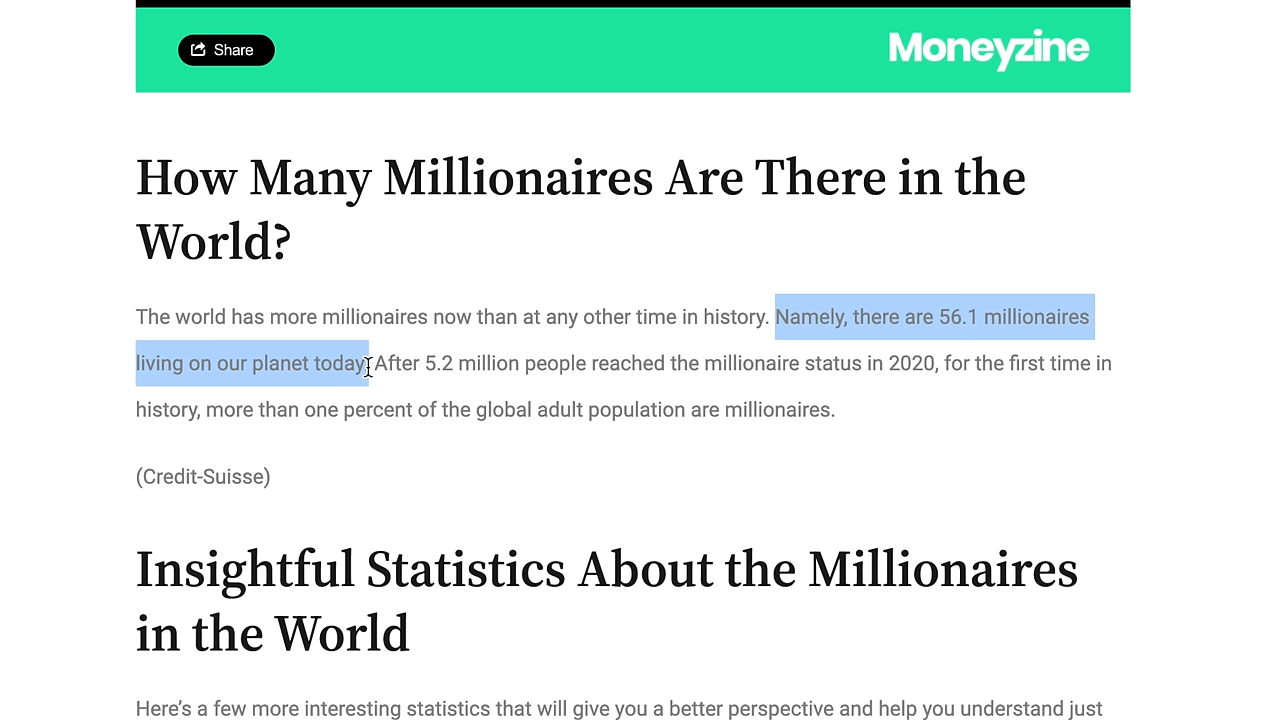 Share
Moneyzine
How Many Millionaires Are There in the
World?
The world has more millionaires now than at any other time in history. Namely, there are 56.1 millionaires
living on our planet today. After 5.2 million people reached the millionaire status in 2020, for the first time in
history, more than one percent of the global adult population are millionaires.
(Credit-Suisse)
Insightful Statistics About the Millionaires
in the World
Here’s a few more interesting statistics that will give you a better perspective and help you understand just